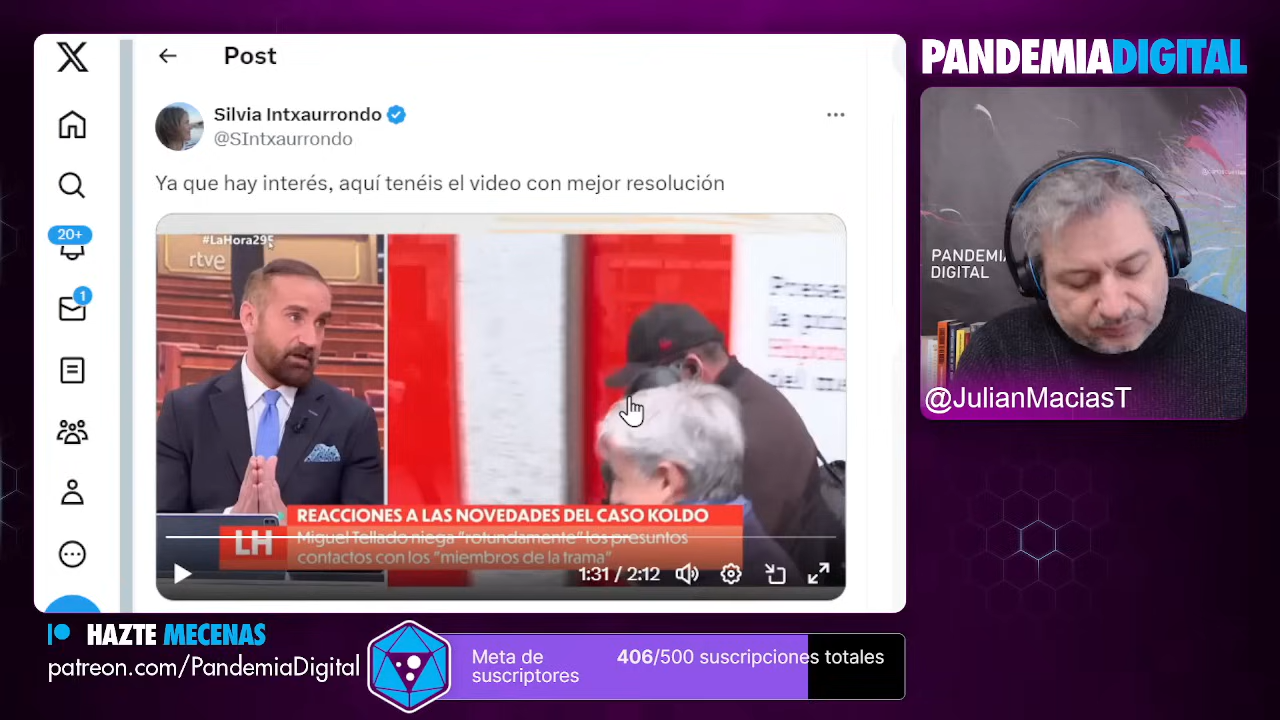 PANDEMIADIGITAL
Post
Silvia Intxaurrondo
@SIntxaurrondo
Ya que hay interés, aquí tenéis el video con mejor resolución
20+
1
#LaHora29F
rtve
REACCIONES A LAS NOVEDADES DEL CASO KOLDO
LH
Miguel Tellado niega "rotundamente" los presuntos
contactos con los "miembros de la trama"
1:31 / 2:12
PANDEMIA
DIGITAL
@JulianMaciasT
HAZTE MECENAS
patreon.com/PandemiaDigital
Meta de
suscriptores
406/500 suscripciones totales